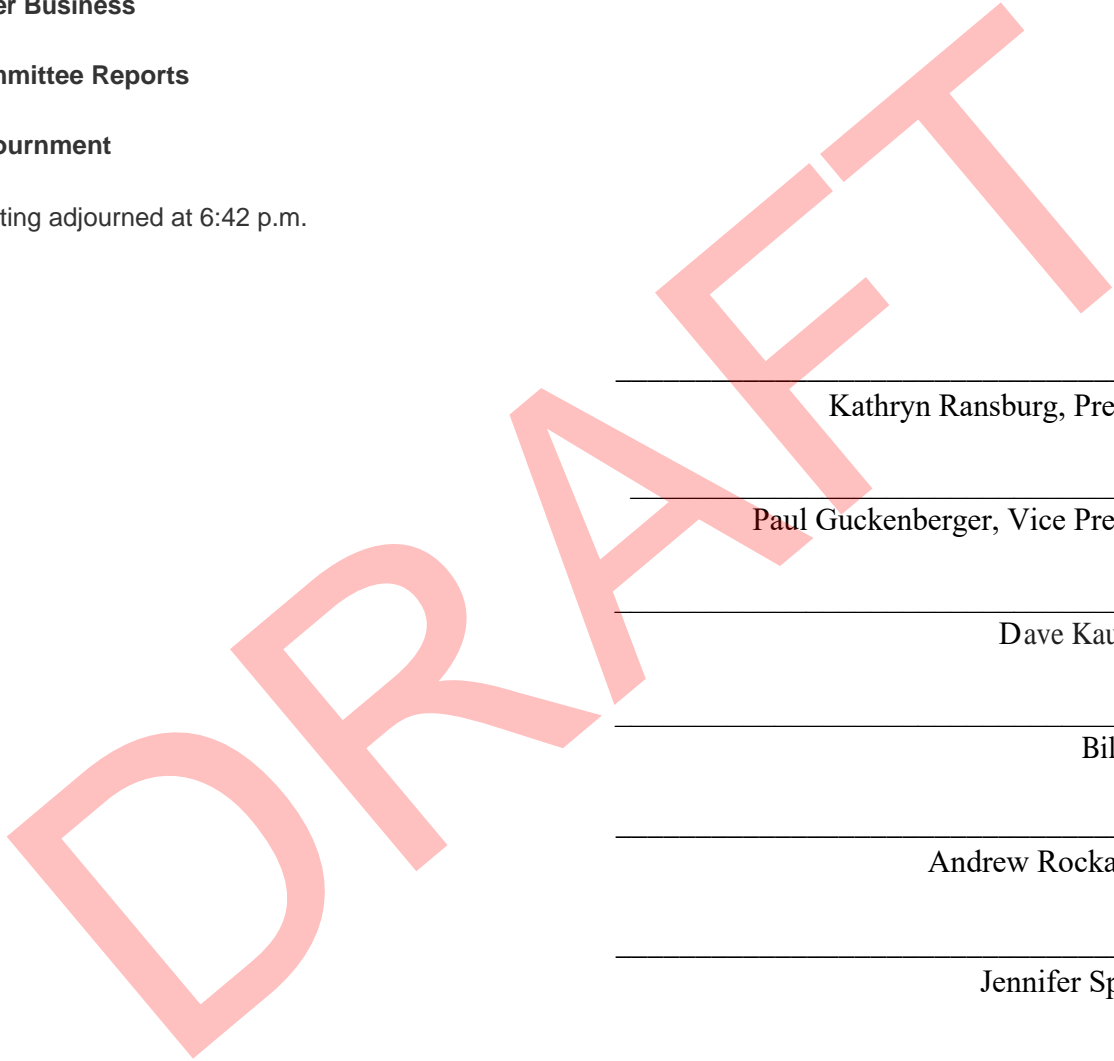 er Business
mmittee Reports
ournment
ting adjourned at 6:42 p.m.
Kathryn Ransburg, Pre
Paul Guckenberger, Vice Pre
Dave Kau
Bil
Andrew Rocka
Jennifer Sp
DRAFT